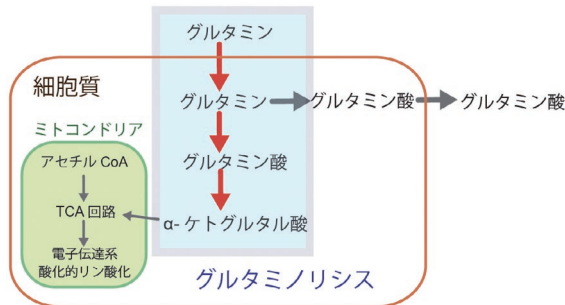 グルタミン
細胞質
グルタミン
グルタミン酸
グルタミン酸
ミトコンドリア
アセチル CoA
グルタミン酸
TCA 回路
α- ケトグルタル酸
電子伝達系
酸化的リン酸化
グルタミノリシス